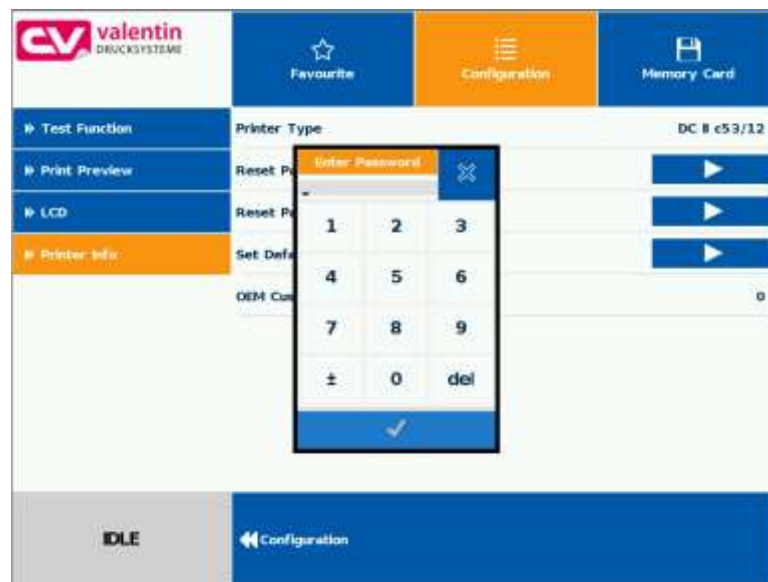 valentin
DRUCKSYSTEME
Favourite
Configuration
Memory Card
Test Function
Print Preview
LCD
Printer Info
Printer Type
DC II c53/12
Reset P
Reset P
Set Defa
OEM Cus
0
Enter Password
1 2 3
4 5 6
7 8 9
± 0 del
IDLE
Configuration